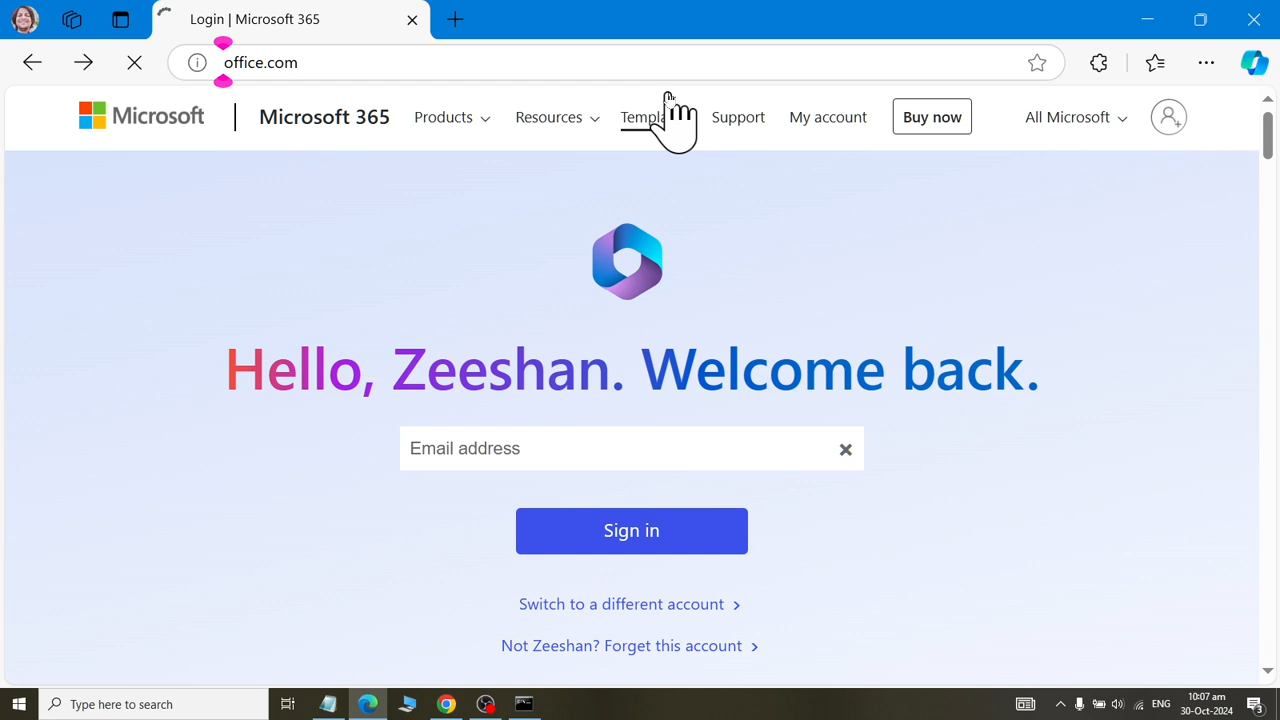 Login | Microsoft 365
office.com
Microsoft
Microsoft 365
Products
Resources
Support
My account
Buy now
All Microsoft
Hello, Zeeshan. Welcome back.
Email address
Sign in
Switch to a different account
Not Zeeshan? Forget this account
Type here to search
ENG
10:07 am
30-Oct-2024
3